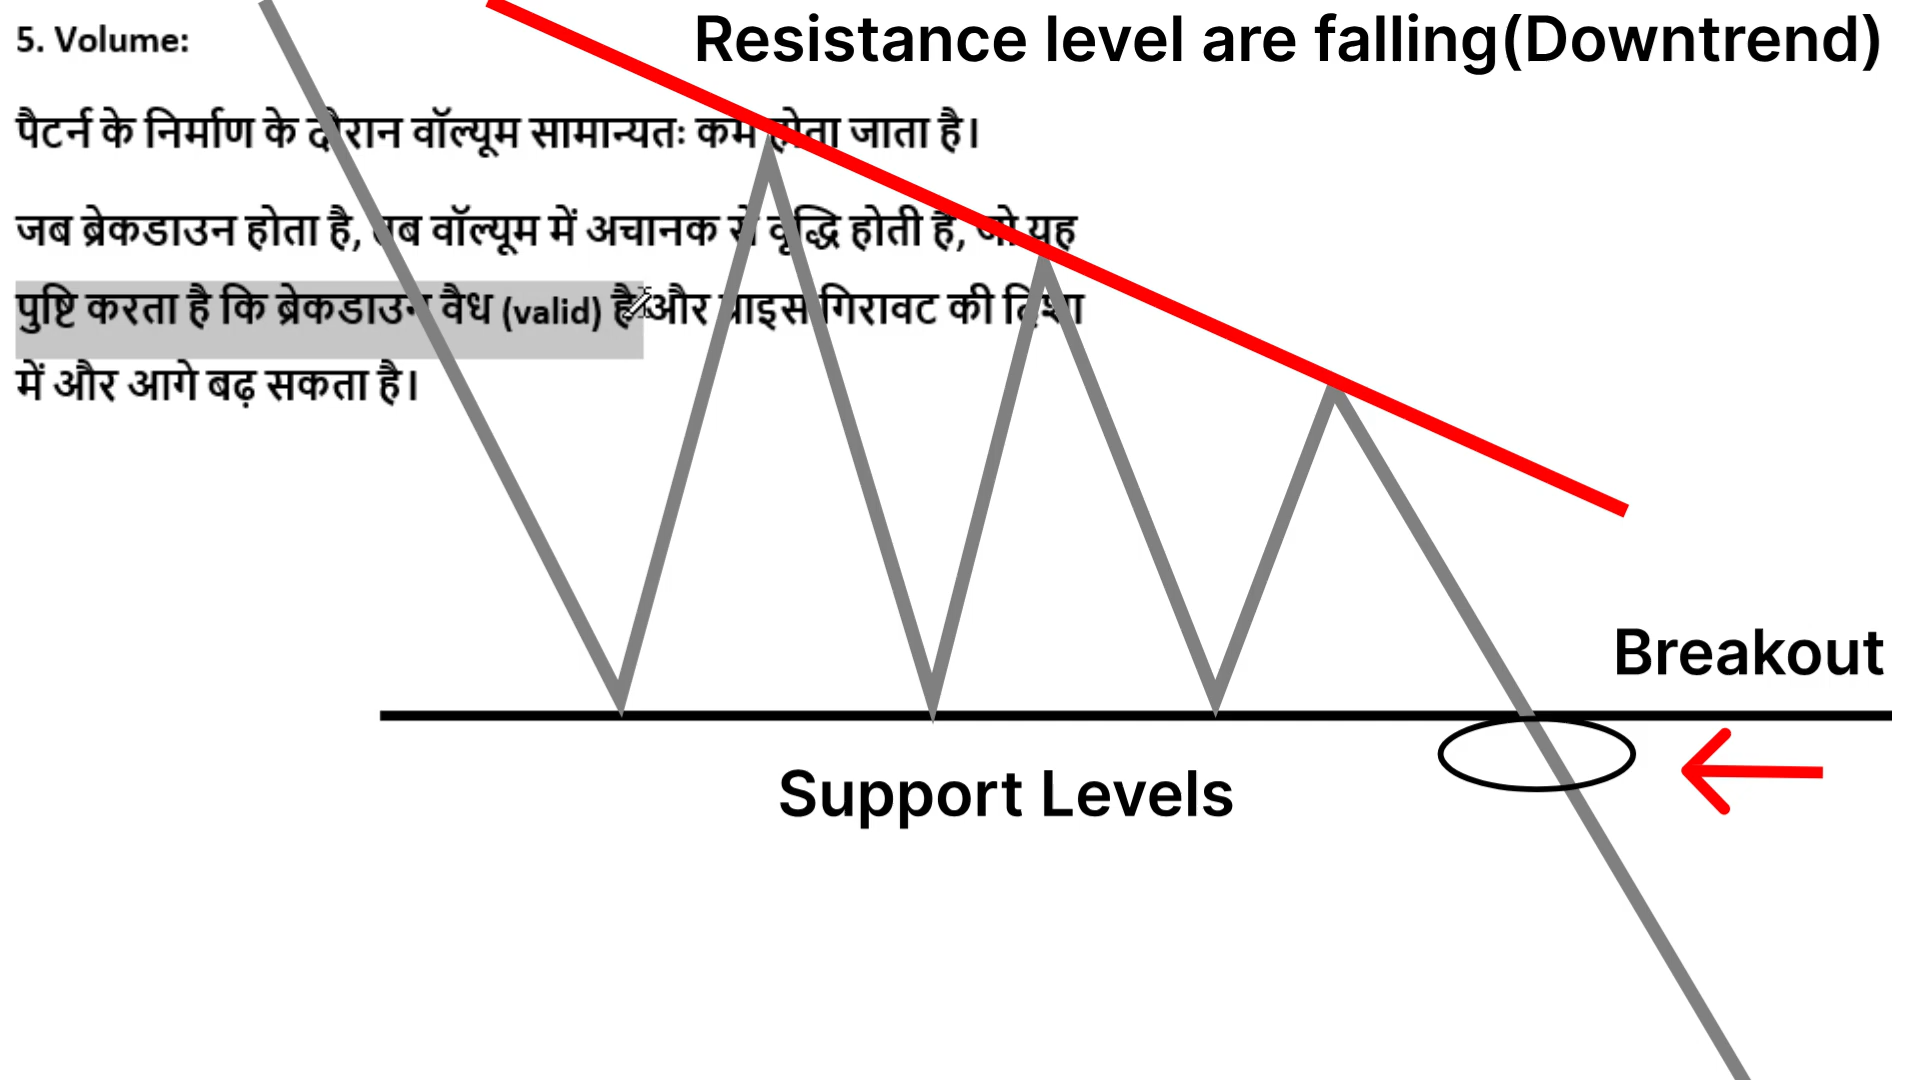 5. Volume:
Resistance level are falling(Downtrend)
पैटर्न के निर्माण के दौरान वॉल्यूम सामान्यतः कम होता जाता है।
जब ब्रेकडाउन होता है, तब वॉल्यूम में अचानक से वृद्धि होती है, जो यह
पुष्टि करता है कि ब्रेकडाउन वैध (valid) है और प्राइस गिरावट की दिशा
में और आगे बढ़ सकता है।
Breakout
Support Levels